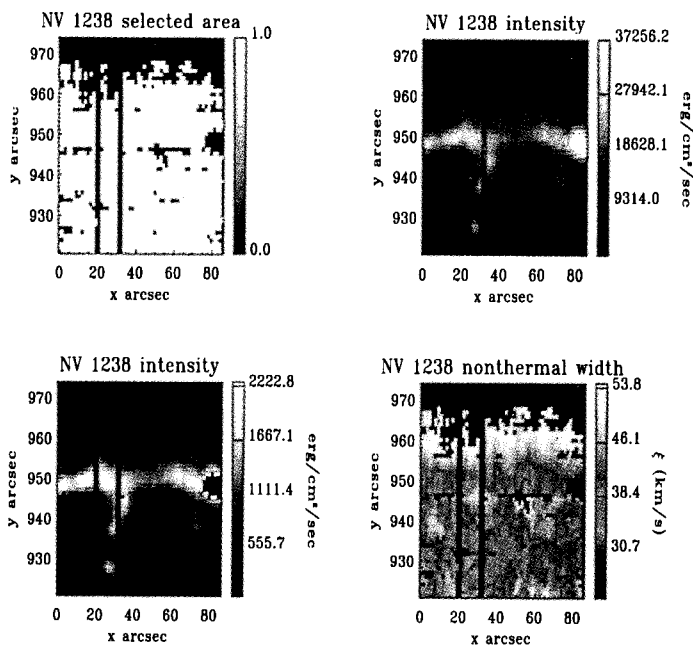 NV 1238 selected area
970
960
950
940
930
y arcsec
0 20 40 60 80
x arcsec
1.0
0.0
NV 1238 intensity
970
960
950
940
930
y arcsec
0 20 40 60 80
x arcsec
37256.2
27942.1
18628.1
9314.0
erg/cm²/sec
NV 1238 intensity
970
960
950
940
930
y arcsec
0 20 40 60 80
x arcsec
2222.8
1667.1
1111.4
555.7
erg/cm²/sec
NV 1238 nonthermal width
970
960
950
940
930
y arcsec
0 20 40 60 80
x arcsec
53.8
46.1
38.4
30.7
ξ (km/s)